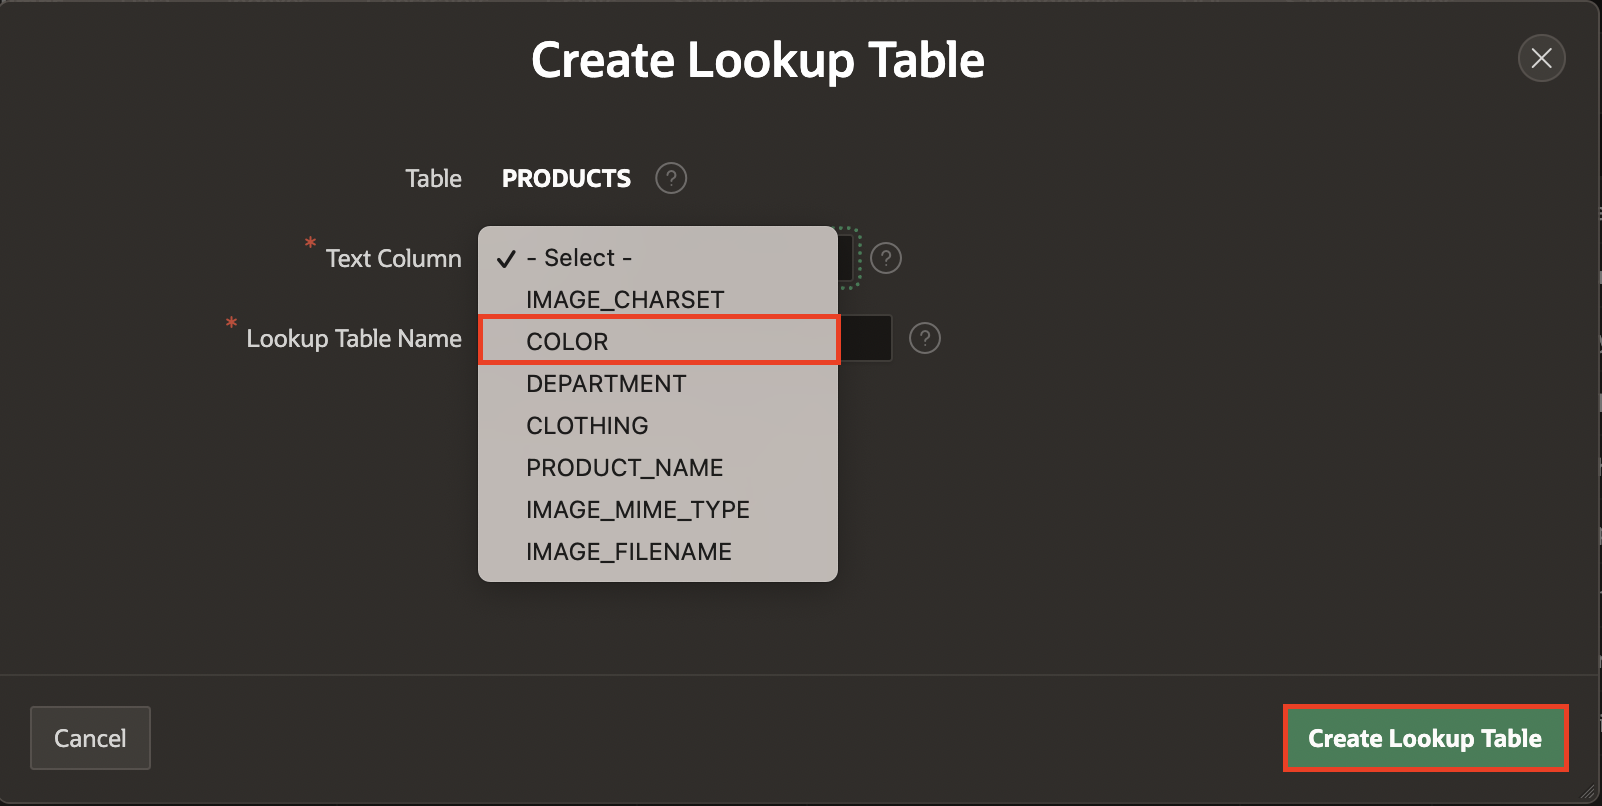 Create Lookup Table
Table PRODUCTS ?
* Text Column ✓ - Select - ?
IMAGE_CHARSET
* Lookup Table Name COLOR ?
DEPARTMENT
CLOTHING
PRODUCT_NAME
IMAGE_MIME_TYPE
IMAGE_FILENAME
Cancel Create Lookup Table